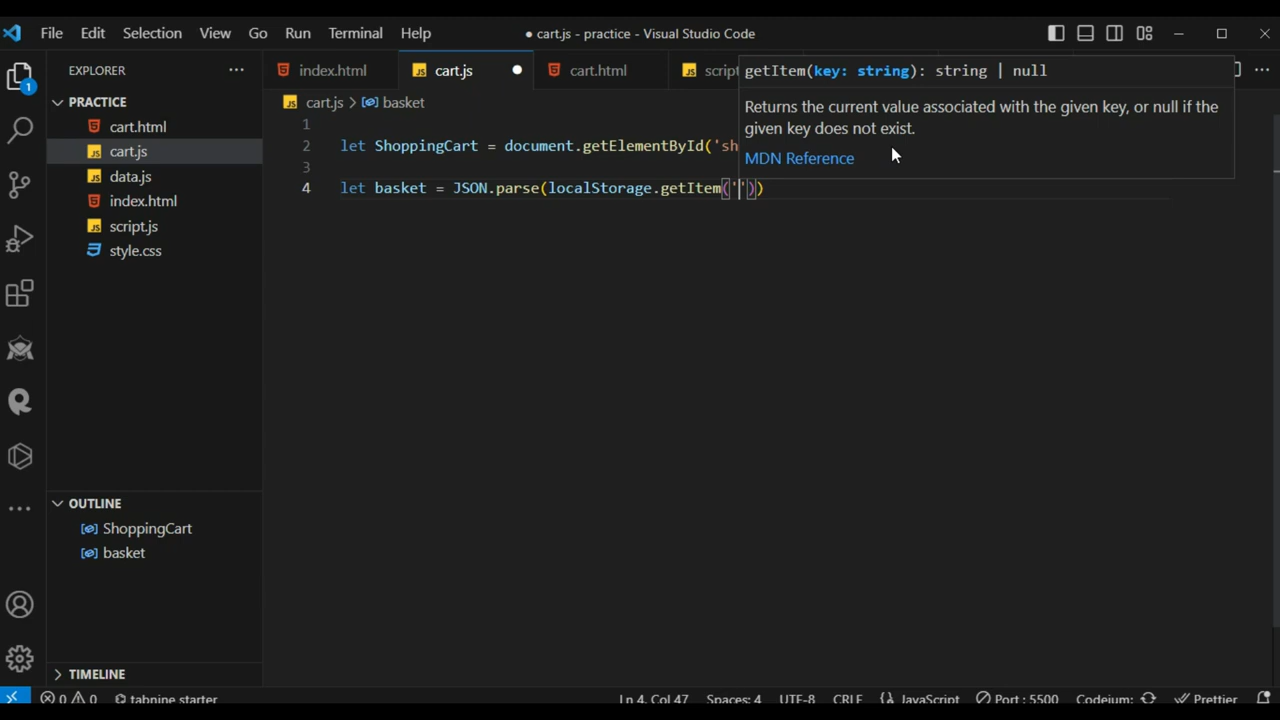 File Edit Selection View Go Run Terminal Help
● cart.js - practice - Visual Studio Code
EXPLORER
index.html
cart.js
cart.html
script
1
PRACTICE
cart.html
cart.js
data.js
index.html
script.js
style.css
cart.js > basket
1
2 let ShoppingCart = document.getElementById('sh
3
4 let basket = JSON.parse(localStorage.getItem(''))
getItem(key: string): string | null
Returns the current value associated with the given key, or null if the
given key does not exist.
MDN Reference
OUTLINE
ShoppingCart
basket
TIMELINE
0 0 tabnine starter Ln 4, Col 47 Spaces: 4 UTF-8 CRLF {} JavaScript Port : 5500 Codeium: Prettier